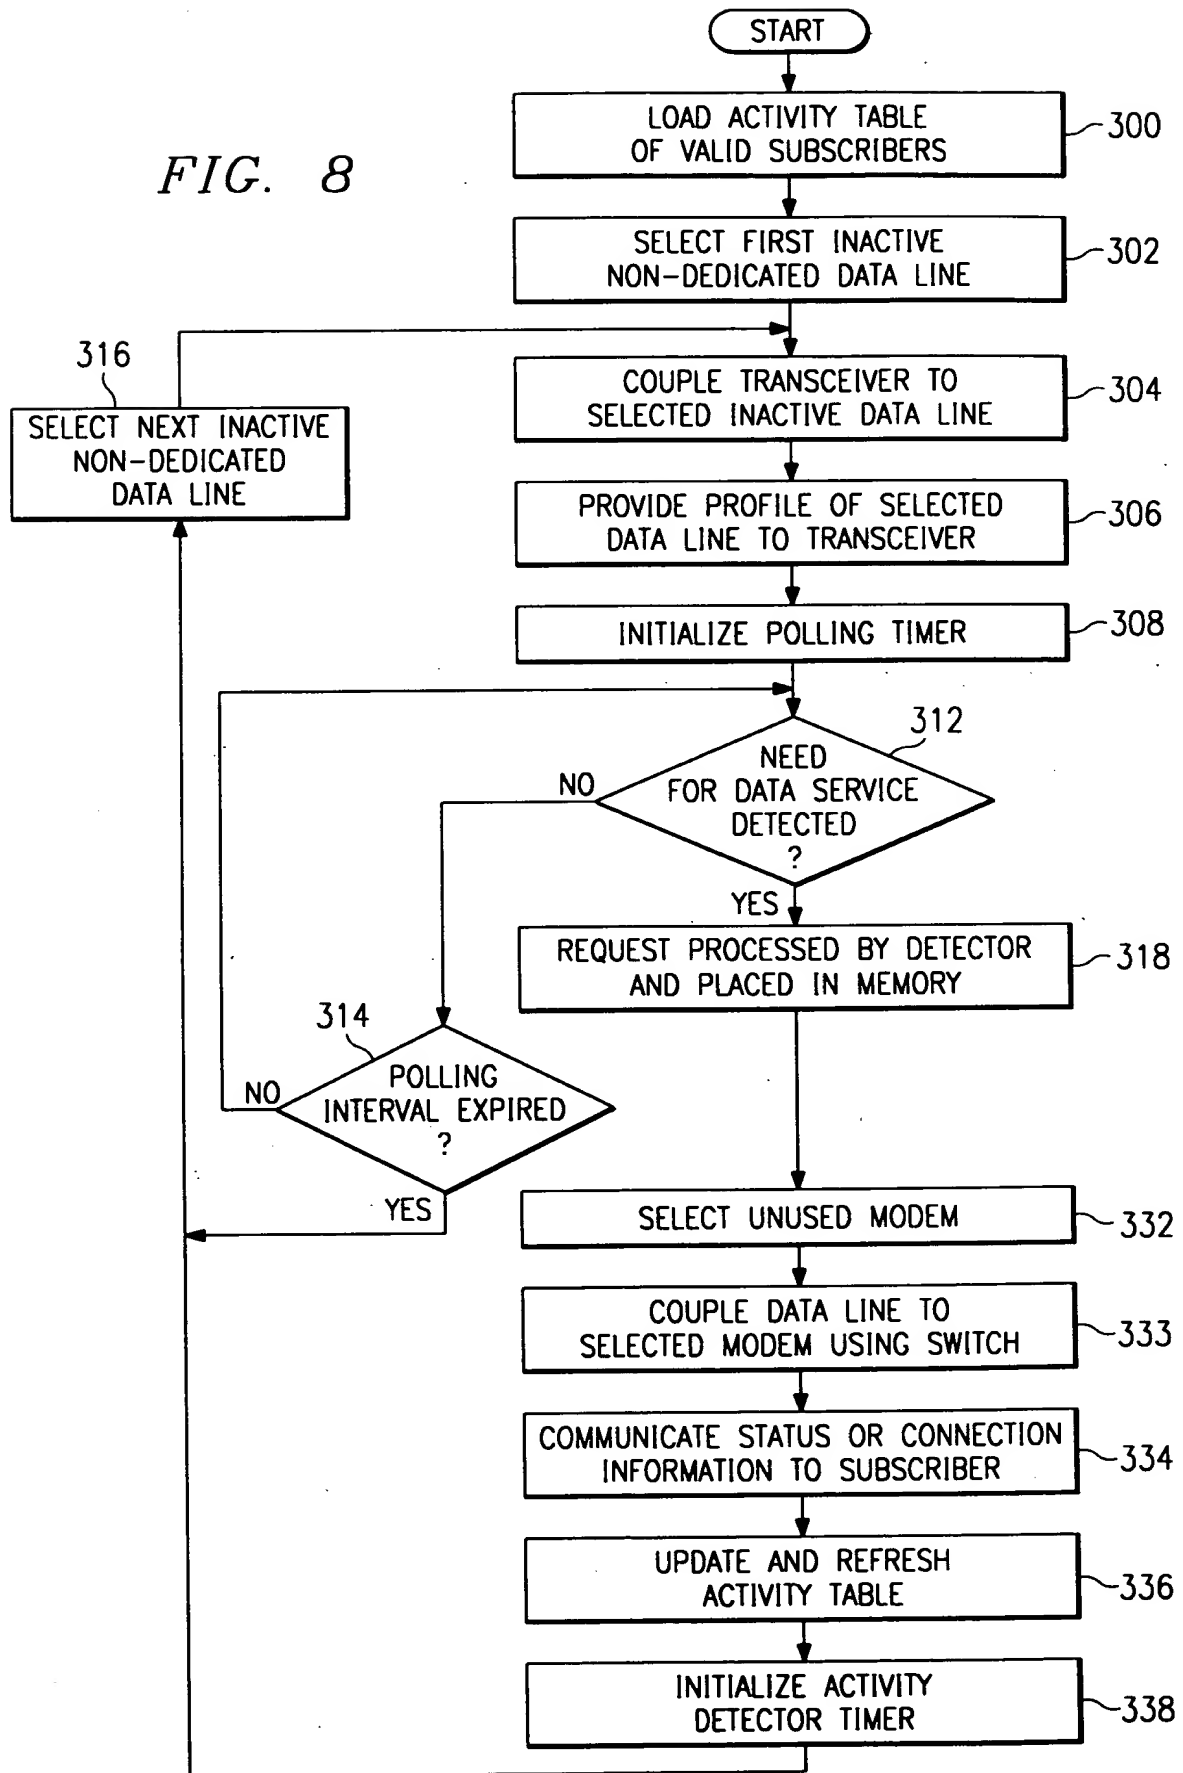 START
LOAD ACTIVITY TABLE
OF VALID SUBSCRIBERS
300
FIG. 8
SELECT FIRST INACTIVE
NON-DEDICATED DATA LINE
302
316
SELECT NEXT INACTIVE
NON-DEDICATED
DATA LINE
COUPLE TRANSCEIVER TO
SELECTED INACTIVE DATA LINE
304
PROVIDE PROFILE OF SELECTED
DATA LINE TO TRANSCEIVER
306
INITIALIZE POLLING TIMER
308
312
NEED
FOR DATA SERVICE
DETECTED
?
NO
YES
REQUEST PROCESSED BY DETECTOR
AND PLACED IN MEMORY
318
314
POLLING
INTERVAL EXPIRED
?
NO
YES
SELECT UNUSED MODEM
332
COUPLE DATA LINE TO
SELECTED MODEM USING SWITCH
333
COMMUNICATE STATUS OR CONNECTION
INFORMATION TO SUBSCRIBER
334
UPDATE AND REFRESH
ACTIVITY TABLE
336
INITIALIZE ACTIVITY
DETECTOR TIMER
338